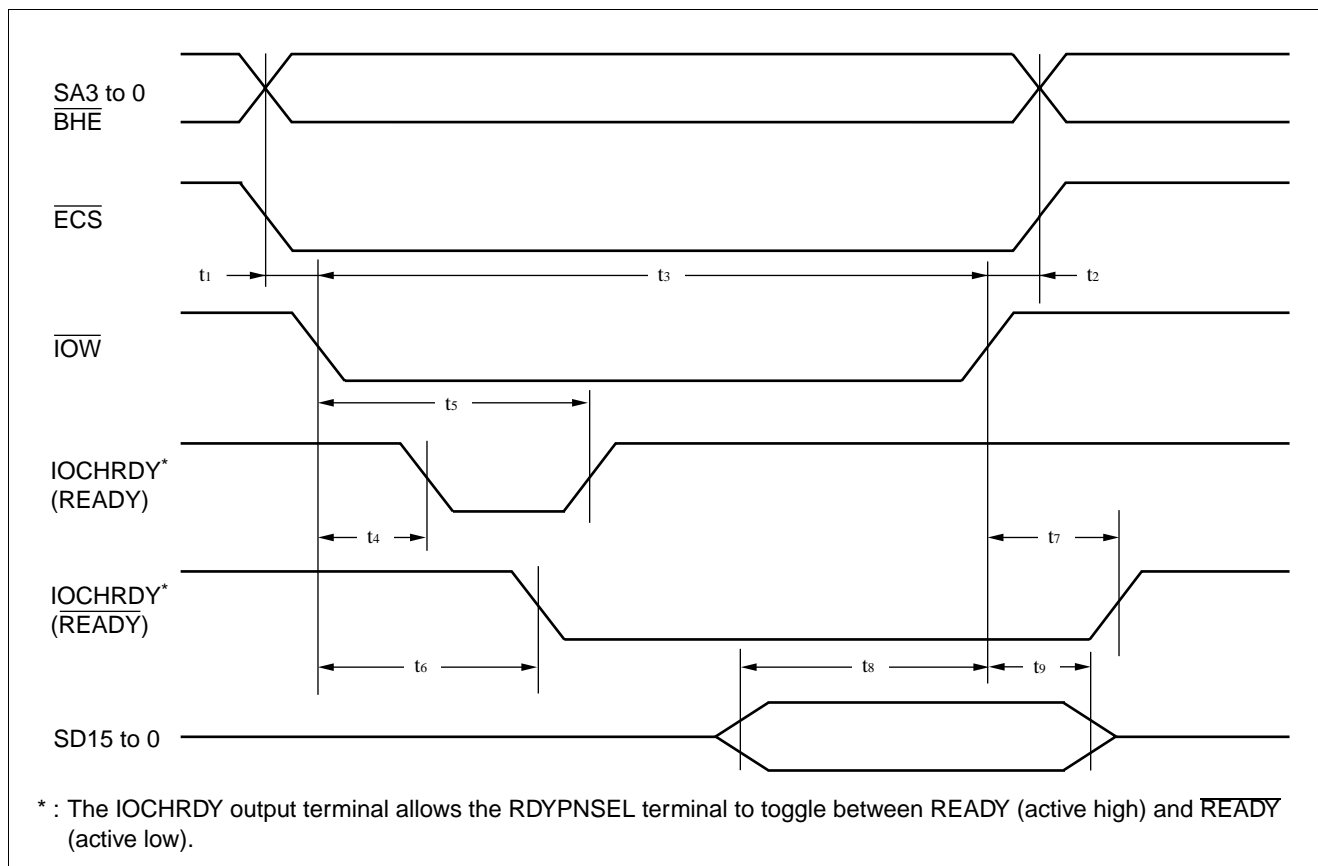 SA3 to 0
BHE
ECS
t1
t3
t2
IOW
t5
IOCHRDY*
(READY)
t4
t7
IOCHRDY*
(READY)
t6
t8
t9
SD15 to 0
* : The IOCHRDY output terminal allows the RDYPNSEL terminal to toggle between READY (active high) and READY
(active low).